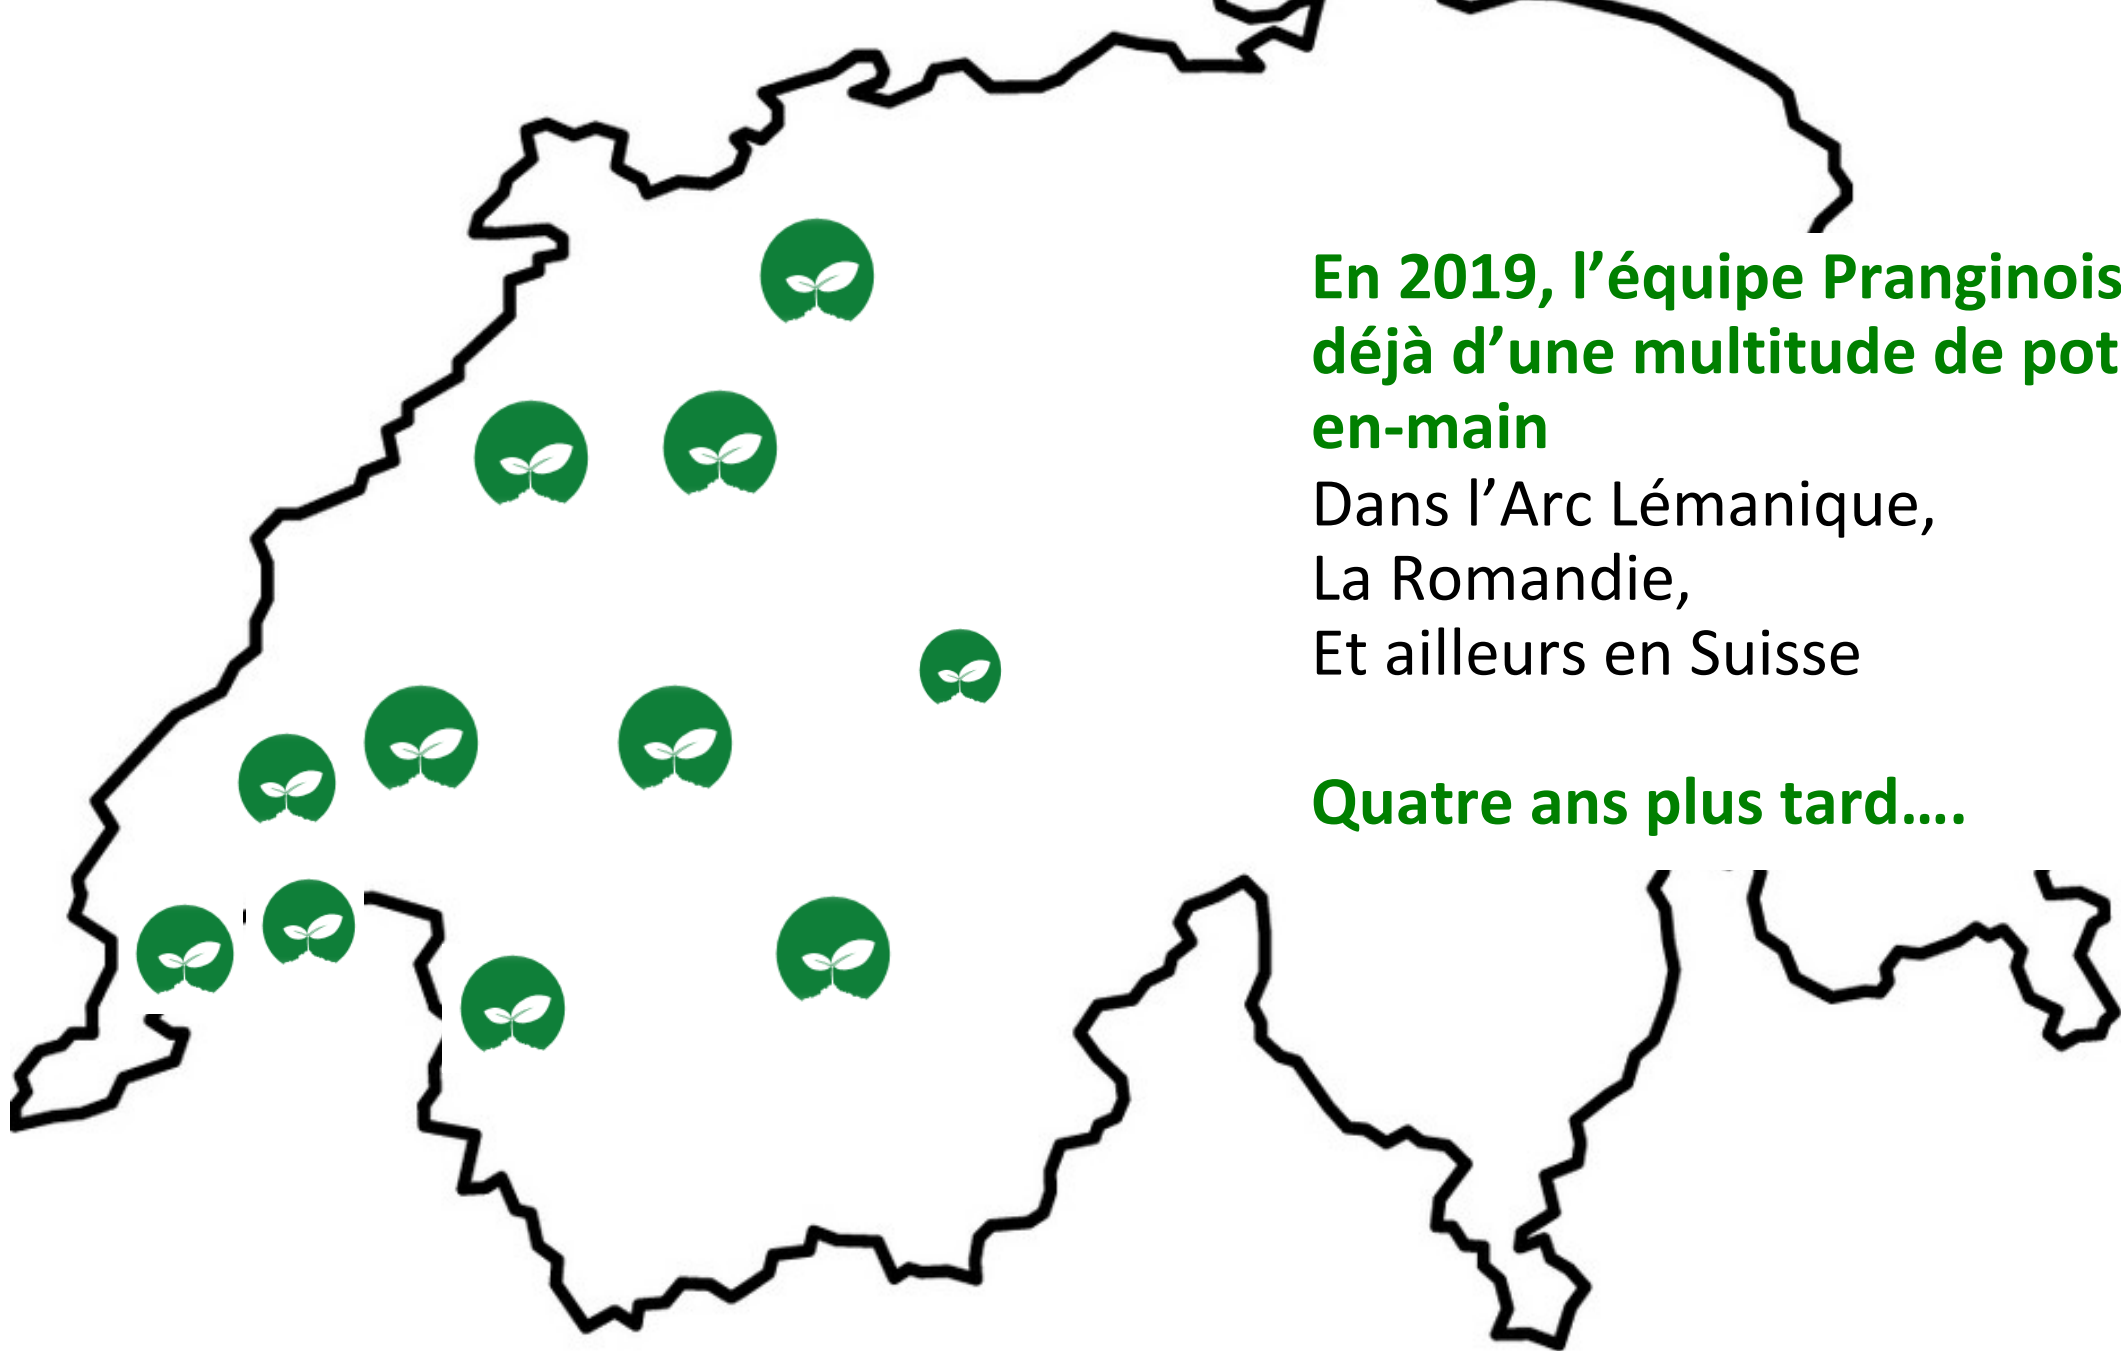 En 2019, l’équipe Pranginois
déjà d’une multitude de pot
en-main
Dans l’Arc Lémanique,
La Romandie,
Et ailleurs en Suisse
Quatre ans plus tard….